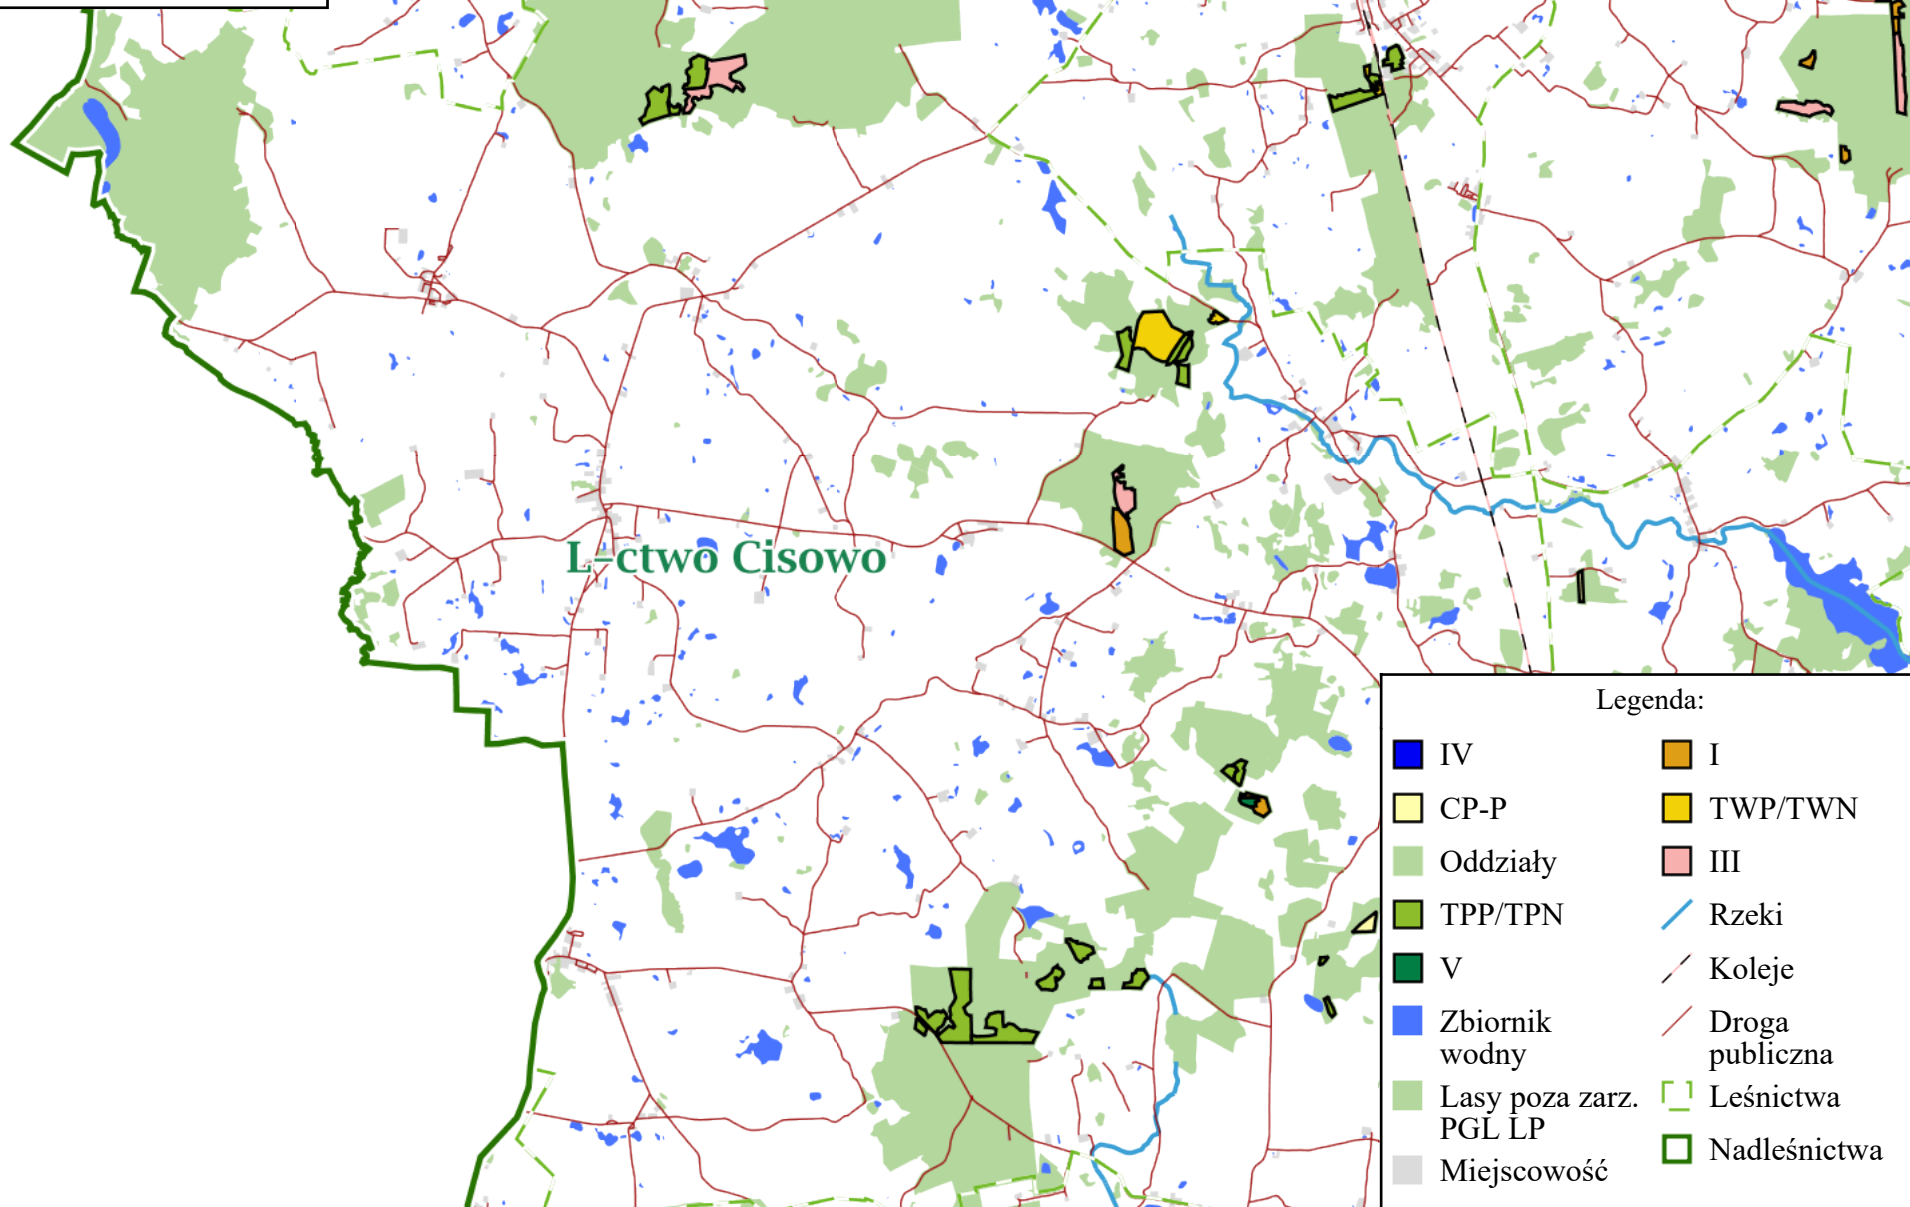 L-ctwo Cisowo
Legenda:
IV
CP-P
Oddziały
TPP/TPN
V
Zbiornik
wodny
Lasy poza zarz.
PGL LP
Miejscowość
I
TWP/TWN
III
Rzeki
Koleje
Droga
publiczna
Leśnictwa
Nadleśnictwa